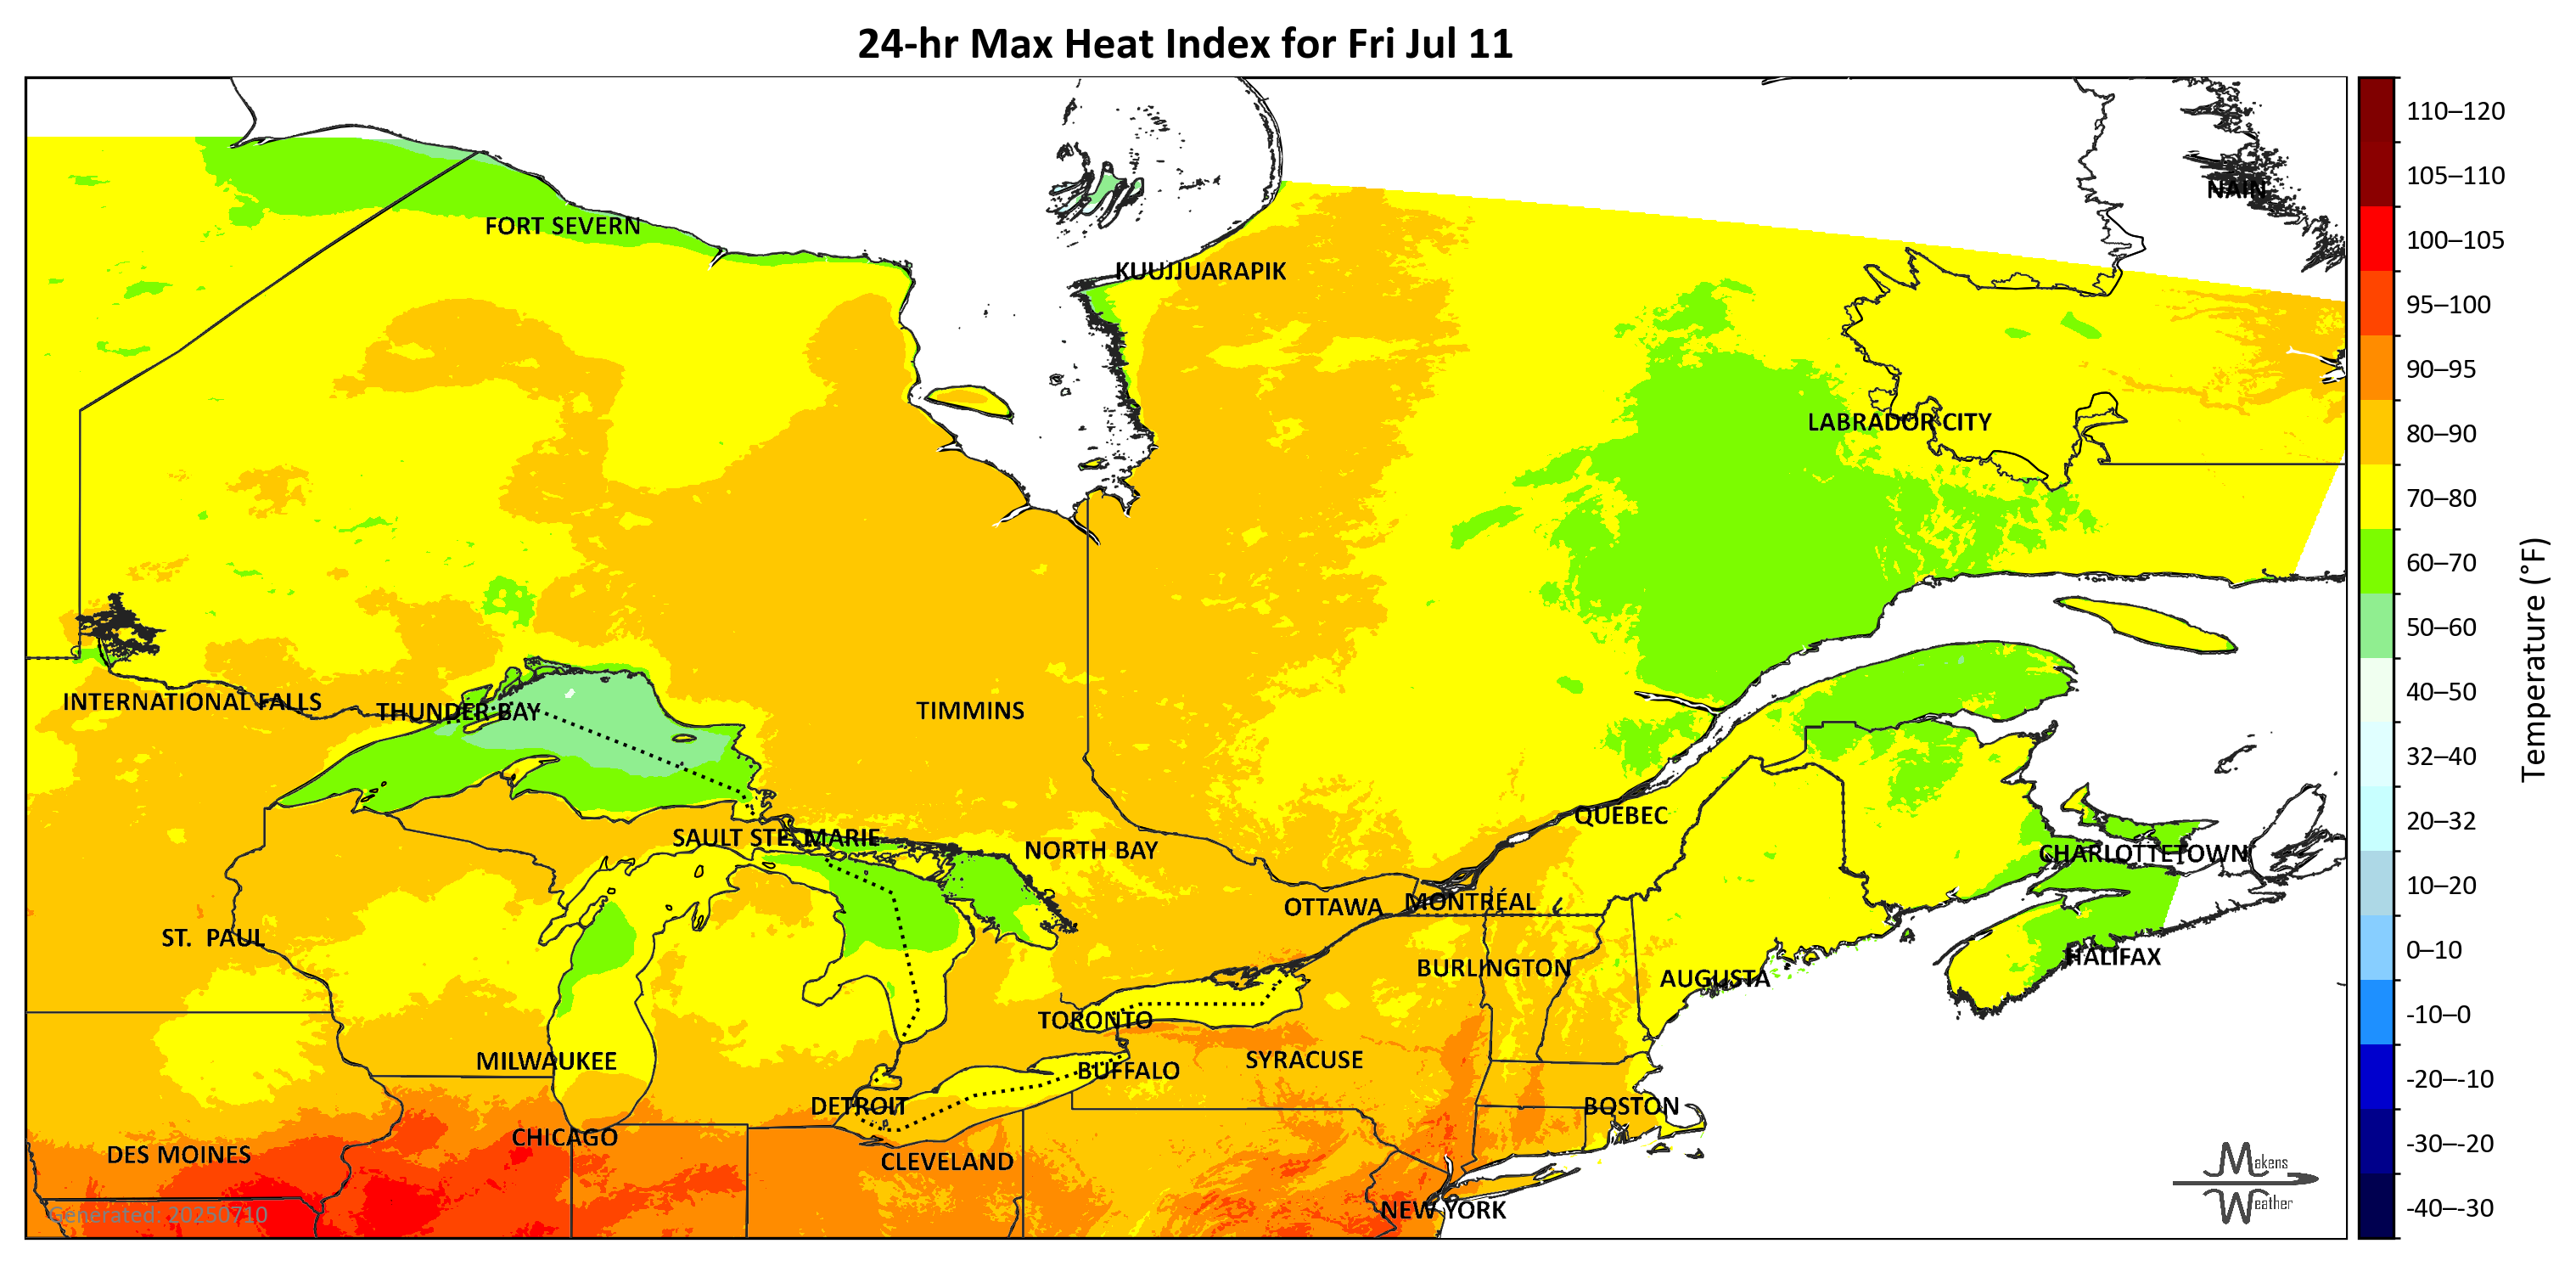 24-hr Max Heat Index for Fri Jul 11
NAIN
FORT SEVERN
KUUJJUARAPIK
LABRADOR CITY
INTERNATIONAL FALLS
THUNDER BAY
TIMMINS
QUÉBEC
SAULT STE. MARIE
NORTH BAY
CHARLOTTETOWN
MONTRÉAL
OTTAWA
ST. PAUL
HALIFAX
BURLINGTON
AUGUSTA
TORONTO
SYRACUSE
MILWAUKEE
BUFFALO
DETROIT
BOSTON
CHICAGO
DES MOINES
CLEVELAND
NEW YORK
Generated: 20250710
Makens
Weather
110–120
105–110
100–105
95–100
90–95
80–90
70–80
60–70
50–60
40–50
32–40
20–32
10–20
0–10
-10–0
-20–-10
-30–-20
-40–-30
Temperature (°F)